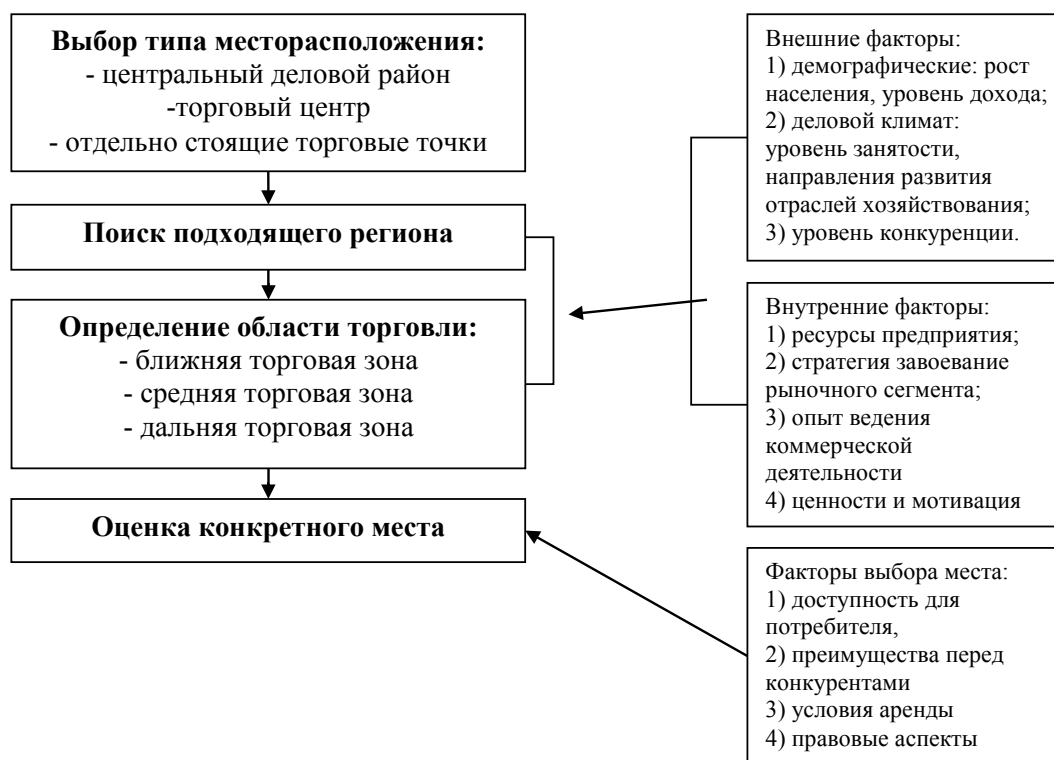 Выбор типа месторасположения:
- центральный деловой район
-торговый центр
- отдельно стоящие торговые точки
Поиск подходящего региона
Определение области торговли:
- ближняя торговая зона
- средняя торговая зона
- дальняя торговая зона
Оценка конкретного места
Внешние факторы:
1) демографические: рост
населения, уровень дохода;
2) деловой климат:
уровень занятости,
направления развития
отраслей хозяйствования;
3) уровень конкуренции.
Внутренние факторы:
1) ресурсы предприятия;
2) стратегия завоевание
рыночного сегмента;
3) опыт ведения
коммерческой
деятельности
4) ценности и мотивация
Факторы выбора места:
1) доступность для
потребителя,
2) преимущества перед
конкурентами
3) условия аренды
4) правовые аспекты